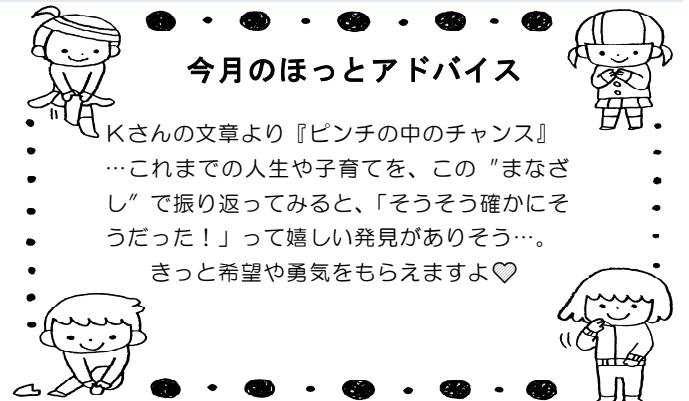 今月のほっとアドバイス
Ｋさんの文章より『ピンチの中のチャンス』
…これまでの人生や子育てを、この〝まなざ
し〟で振り返ってみると、「そうそう確かにそ
うだった！」って嬉しい発見がありそう…。
きっと希望や勇気をもらえますよ♡